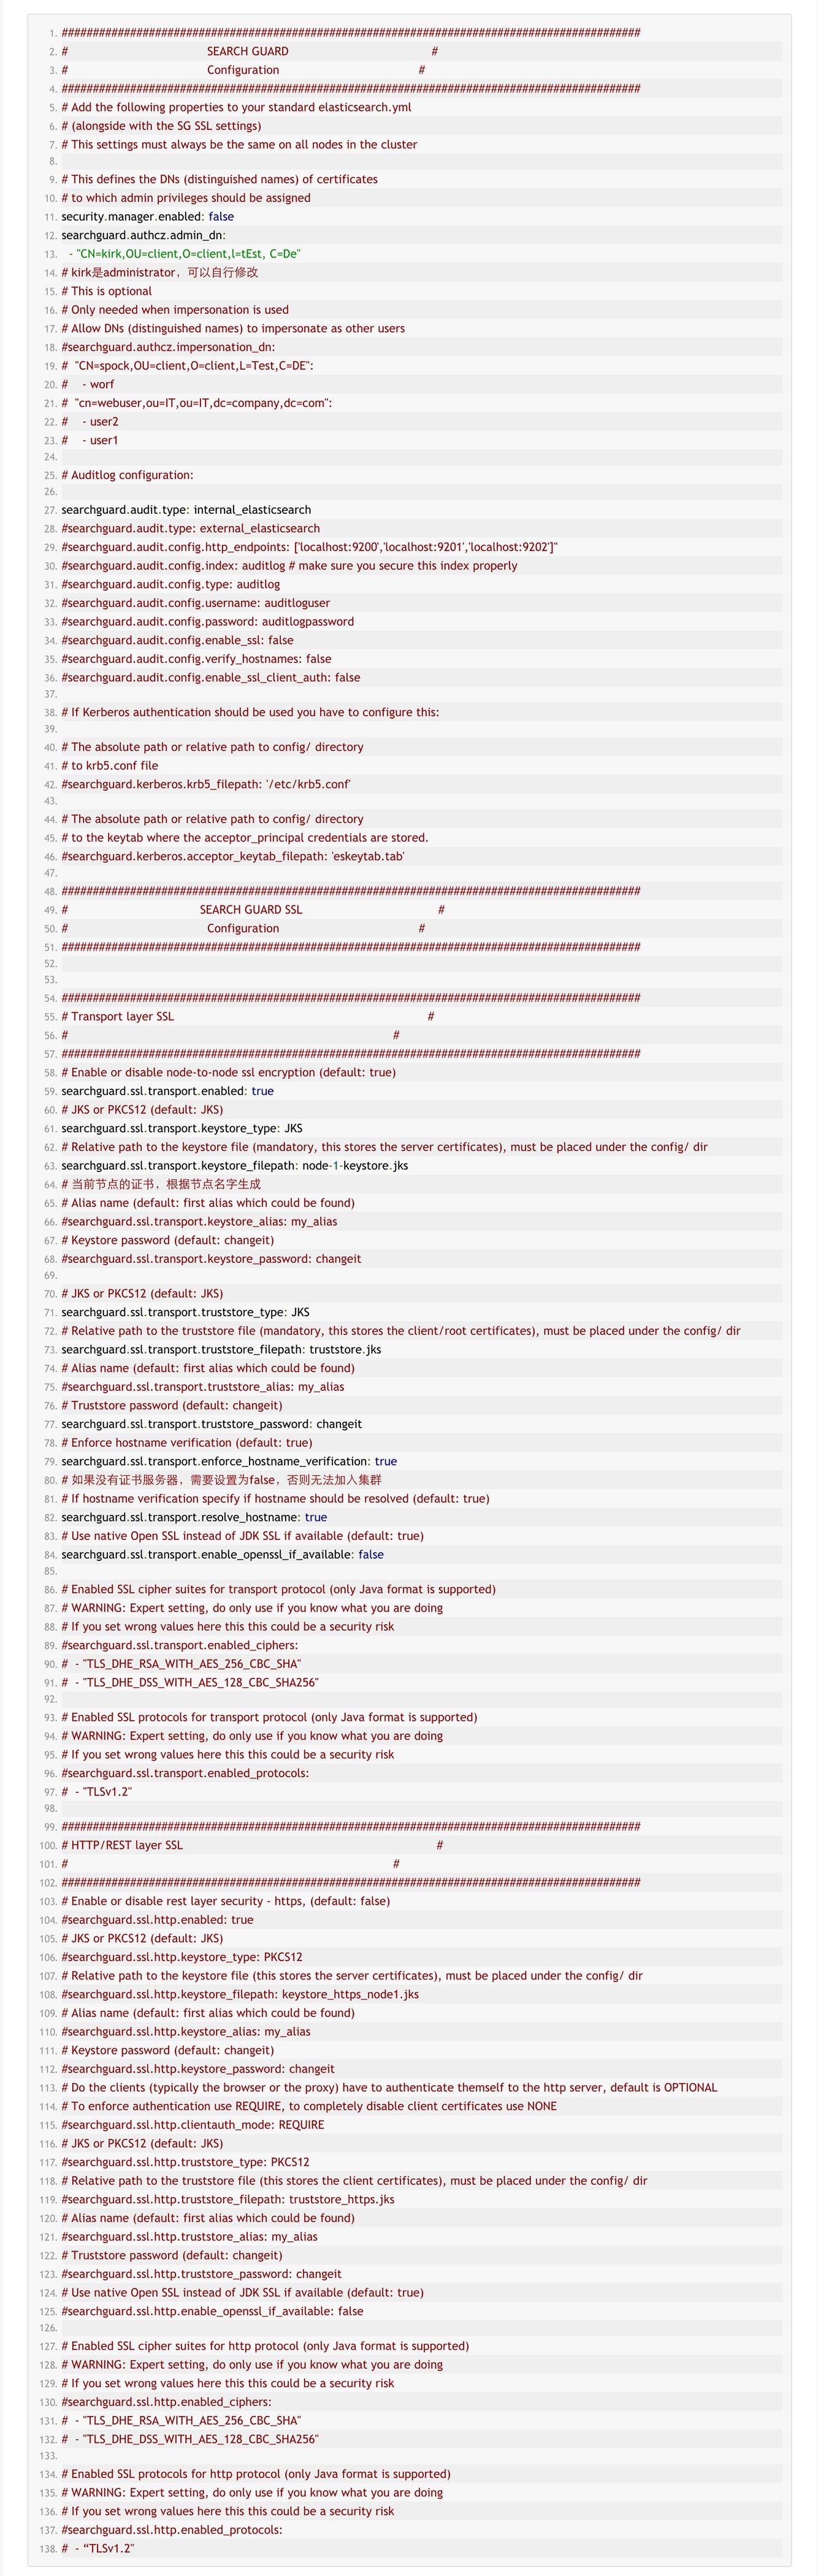 1. #############################################################################################
2. # SEARCH GUARD #
3. # Configuration #
4. #############################################################################################
5. # Add the following properties to your standard elasticsearch.yml
6. # (alongside with the SG SSL settings)
7. # This settings must always be the same on all nodes in the cluster
8.
9. # This defines the DNs (distinguished names) of certificates
10. # to which admin privileges should be assigned
11. security.manager.enabled: false
12. searchguard.authcz.admin_dn:
13. - "CN=kirk,OU=client,O=client,l=tEst, C=De"
14. # kirk是administrator，可以自行修改
15. # This is optional
16. # Only needed when impersonation is used
17. # Allow DNs (distinguished names) to impersonate as other users
18. #searchguard.authcz.impersonation_dn:
19. # "CN=spock,OU=client,O=client,L=Test,C=DE":
20. # - worf
21. # "cn=webuser,ou=IT,ou=IT,dc=company,dc=com":
22. # - user2
23. # - user1
24.
25. # Auditlog configuration:
26.
27. searchguard.audit.type: internal_elasticsearch
28. #searchguard.audit.type: external_elasticsearch
29. #searchguard.audit.config.http_endpoints: ['localhost:9200','localhost:9201','localhost:9202']"
30. #searchguard.audit.config.index: auditlog # make sure you secure this index properly
31. #searchguard.audit.config.type: auditlog
32. #searchguard.audit.config.username: auditloguser
33. #searchguard.audit.config.password: auditlogpassword
34. #searchguard.audit.config.enable_ssl: false
35. #searchguard.audit.config.verify_hostnames: false
36. #searchguard.audit.config.enable_ssl_client_auth: false
37.
38. # If Kerberos authentication should be used you have to configure this:
39.
40. # The absolute path or relative path to config/ directory
41. # to krb5.conf file
42. #searchguard.kerberos.krb5_filepath: '/etc/krb5.conf'
43.
44. # The absolute path or relative path to config/ directory
45. # to the keytab where the acceptor_principal credentials are stored.
46. #searchguard.kerberos.acceptor_keytab_filepath: 'eskeytab.tab'
47.
48. #############################################################################################
49. # SEARCH GUARD SSL #
50. # Configuration #
51. #############################################################################################
52.
53.
54. #############################################################################################
55. # Transport layer SSL #
56. # #
57. #############################################################################################
58. # Enable or disable node-to-node ssl encryption (default: true)
59. searchguard.ssl.transport.enabled: true
60. # JKS or PKCS12 (default: JKS)
61. searchguard.ssl.transport.keystore_type: JKS
62. # Relative path to the keystore file (mandatory, this stores the server certificates), must be placed under the config/ dir
63. searchguard.ssl.transport.keystore_filepath: node-1-keystore.jks
64. # 当前节点的证书，根据节点名字生成
65. # Alias name (default: first alias which could be found)
66. #searchguard.ssl.transport.keystore_alias: my_alias
67. # Keystore password (default: changeit)
68. #searchguard.ssl.transport.keystore_password: changeit
69.
70. # JKS or PKCS12 (default: JKS)
71. searchguard.ssl.transport.truststore_type: JKS
72. # Relative path to the truststore file (mandatory, this stores the client/root certificates), must be placed under the config/ dir
73. searchguard.ssl.transport.truststore_filepath: truststore.jks
74. # Alias name (default: first alias which could be found)
75. #searchguard.ssl.transport.truststore_alias: my_alias
76. # Truststore password (default: changeit)
77. searchguard.ssl.transport.truststore_password: changeit
78. # Enforce hostname verification (default: true)
79. searchguard.ssl.transport.enforce_hostname_verification: true
80. # 如果没有证书服务器，需要设置为false，否则无法加入集群
81. # If hostname verification specify if hostname should be resolved (default: true)
82. searchguard.ssl.transport.resolve_hostname: true
83. # Use native Open SSL instead of JDK SSL if available (default: true)
84. searchguard.ssl.transport.enable_openssl_if_available: false
85.
86. # Enabled SSL cipher suites for transport protocol (only Java format is supported)
87. # WARNING: Expert setting, do only use if you know what you are doing
88. # If you set wrong values here this this could be a security risk
89. #searchguard.ssl.transport.enabled_ciphers:
90. # - "TLS_DHE_RSA_WITH_AES_256_CBC_SHA"
91. # - "TLS_DHE_DSS_WITH_AES_128_CBC_SHA256"
92.
93. # Enabled SSL protocols for transport protocol (only Java format is supported)
94. # WARNING: Expert setting, do only use if you know what you are doing
95. # If you set wrong values here this this could be a security risk
96. #searchguard.ssl.transport.enabled_protocols:
97. # - "TLSv1.2"
98.
99. #############################################################################################
100. # HTTP/REST layer SSL #
101. # #
102. #############################################################################################
103. # Enable or disable rest layer security - https, (default: false)
104. #searchguard.ssl.http.enabled: true
105. # JKS or PKCS12 (default: JKS)
106. #searchguard.ssl.http.keystore_type: PKCS12
107. # Relative path to the keystore file (this stores the server certificates), must be placed under the config/ dir
108. #searchguard.ssl.http.keystore_filepath: keystore_https_node1.jks
109. # Alias name (default: first alias which could be found)
110. #searchguard.ssl.http.keystore_alias: my_alias
111. # Keystore password (default: changeit)
112. #searchguard.ssl.http.keystore_password: changeit
113. # Do the clients (typically the browser or the proxy) have to authenticate themself to the http server, default is OPTIONAL
114. # To enforce authentication use REQUIRE, to completely disable client certificates use NONE
115. #searchguard.ssl.http.clientauth_mode: REQUIRE
116. # JKS or PKCS12 (default: JKS)
117. #searchguard.ssl.http.truststore_type: PKCS12
118. # Relative path to the truststore file (this stores the client certificates), must be placed under the config/ dir
119. #searchguard.ssl.http.truststore_filepath: truststore_https.jks
120. # Alias name (default: first alias which could be found)
121. #searchguard.ssl.http.truststore_alias: my_alias
122. # Truststore password (default: changeit)
123. #searchguard.ssl.http.truststore_password: changeit
124. # Use native Open SSL instead of JDK SSL if available (default: true)
125. #searchguard.ssl.http.enable_openssl_if_available: false
126.
127. # Enabled SSL cipher suites for http protocol (only Java format is supported)
128. # WARNING: Expert setting, do only use if you know what you are doing
129. # If you set wrong values here this this could be a security risk
130. #searchguard.ssl.http.enabled_ciphers:
131. # - "TLS_DHE_RSA_WITH_AES_256_CBC_SHA"
132. # - "TLS_DHE_DSS_WITH_AES_128_CBC_SHA256"
133.
134. # Enabled SSL protocols for http protocol (only Java format is supported)
135. # WARNING: Expert setting, do only use if you know what you are doing
136. # If you set wrong values here this this could be a security risk
137. #searchguard.ssl.http.enabled_protocols:
138. # - “TLSv1.2"